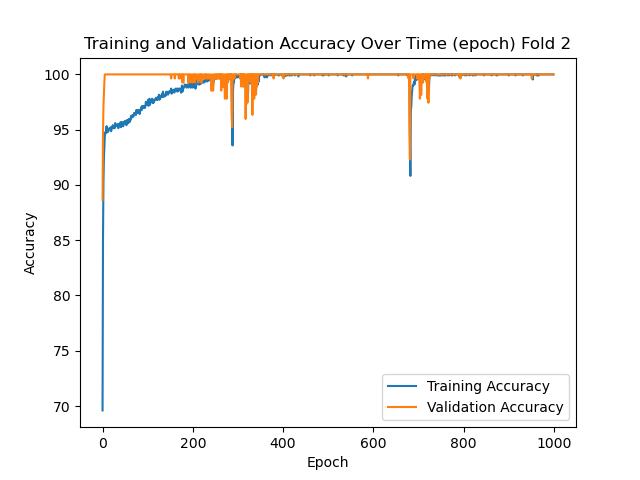 Training and Validation Accuracy Over Time (epoch) Fold 2
100
95
90
85
80
75
70
Accuracy
0
200
400
600
800
1000
Epoch
Training Accuracy
Validation Accuracy